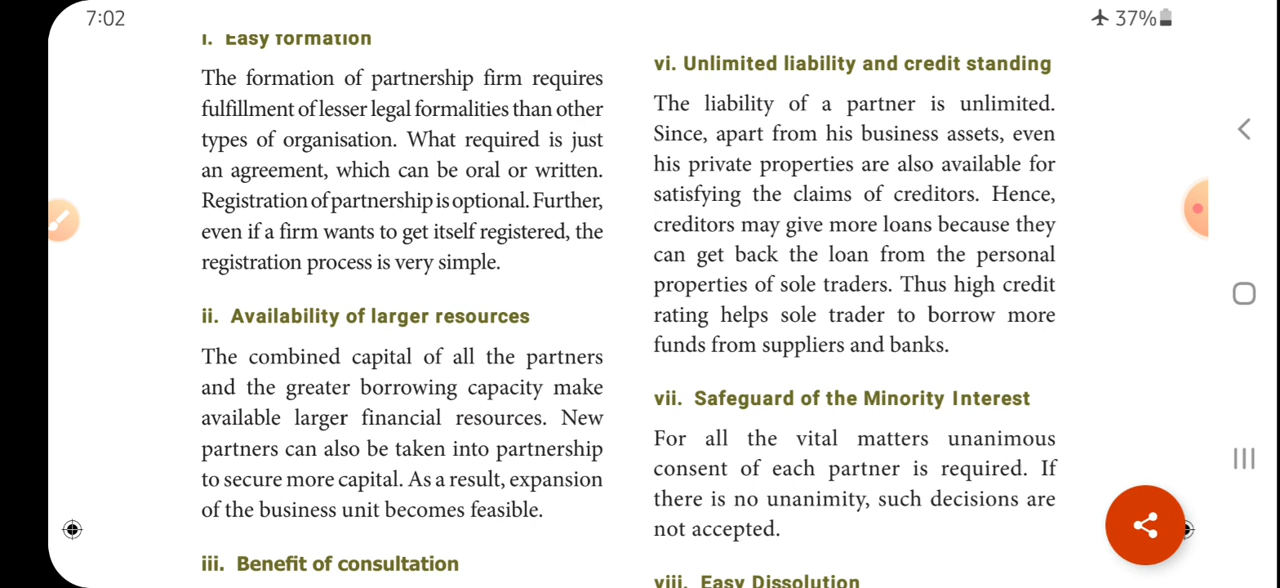 7:02
37%
i. Easy formation
The formation of partnership firm requires
fulfillment of lesser legal formalities than other
types of organisation. What required is just
an agreement, which can be oral or written.
Registration of partnership is optional. Further,
even if a firm wants to get itself registered, the
registration process is very simple.
ii. Availability of larger resources
The combined capital of all the partners
and the greater borrowing capacity make
available larger financial resources. New
partners can also be taken into partnership
to secure more capital. As a result, expansion
of the business unit becomes feasible.
iii. Benefit of consultation
vi. Unlimited liability and credit standing
The liability of a partner is unlimited.
Since, apart from his business assets, even
his private properties are also available for
satisfying the claims of creditors. Hence,
creditors may give more loans because they
can get back the loan from the personal
properties of sole traders. Thus high credit
rating helps sole trader to borrow more
funds from suppliers and banks.
vii. Safeguard of the Minority Interest
For all the vital matters unanimous
consent of each partner is required. If
there is no unanimity, such decisions are
not accepted.
viii. Easy Dissolution